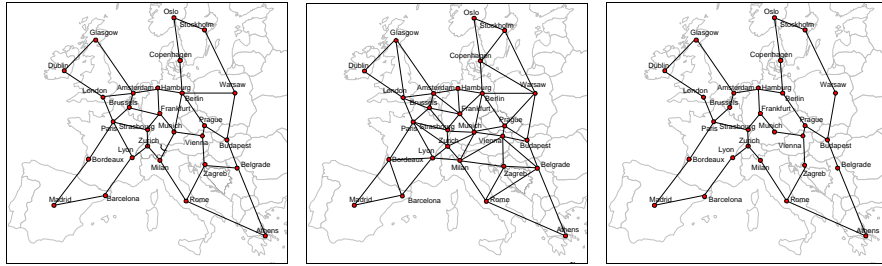 Oslo
Stockholm
Glasgow
Copenhagen
Dublin
London
Amsterdam
Hamburg
Warsaw
Berlin
Brussels
Frankfurt
Prague
Paris
Strasbourg
Munich
Zurich
Vienna
Budapest
Lyon
Bordeaux
Milan
Zagreb
Belgrade
Madrid
Barcelona
Rome
Athens
Oslo
Stockholm
Glasgow
Copenhagen
Dublin
London
Amsterdam
Hamburg
Warsaw
Berlin
Brussels
Frankfurt
Prague
Paris
Strasbourg
Munich
Zurich
Vienna
Budapest
Lyon
Bordeaux
Milan
Zagreb
Belgrade
Madrid
Barcelona
Rome
Athens
Oslo
Stockholm
Glasgow
Copenhagen
Dublin
London
Amsterdam
Hamburg
Warsaw
Berlin
Brussels
Frankfurt
Prague
Paris
Strasbourg
Munich
Zurich
Vienna
Budapest
Lyon
Bordeaux
Milan
Zagreb
Belgrade
Madrid
Barcelona
Rome
Athens